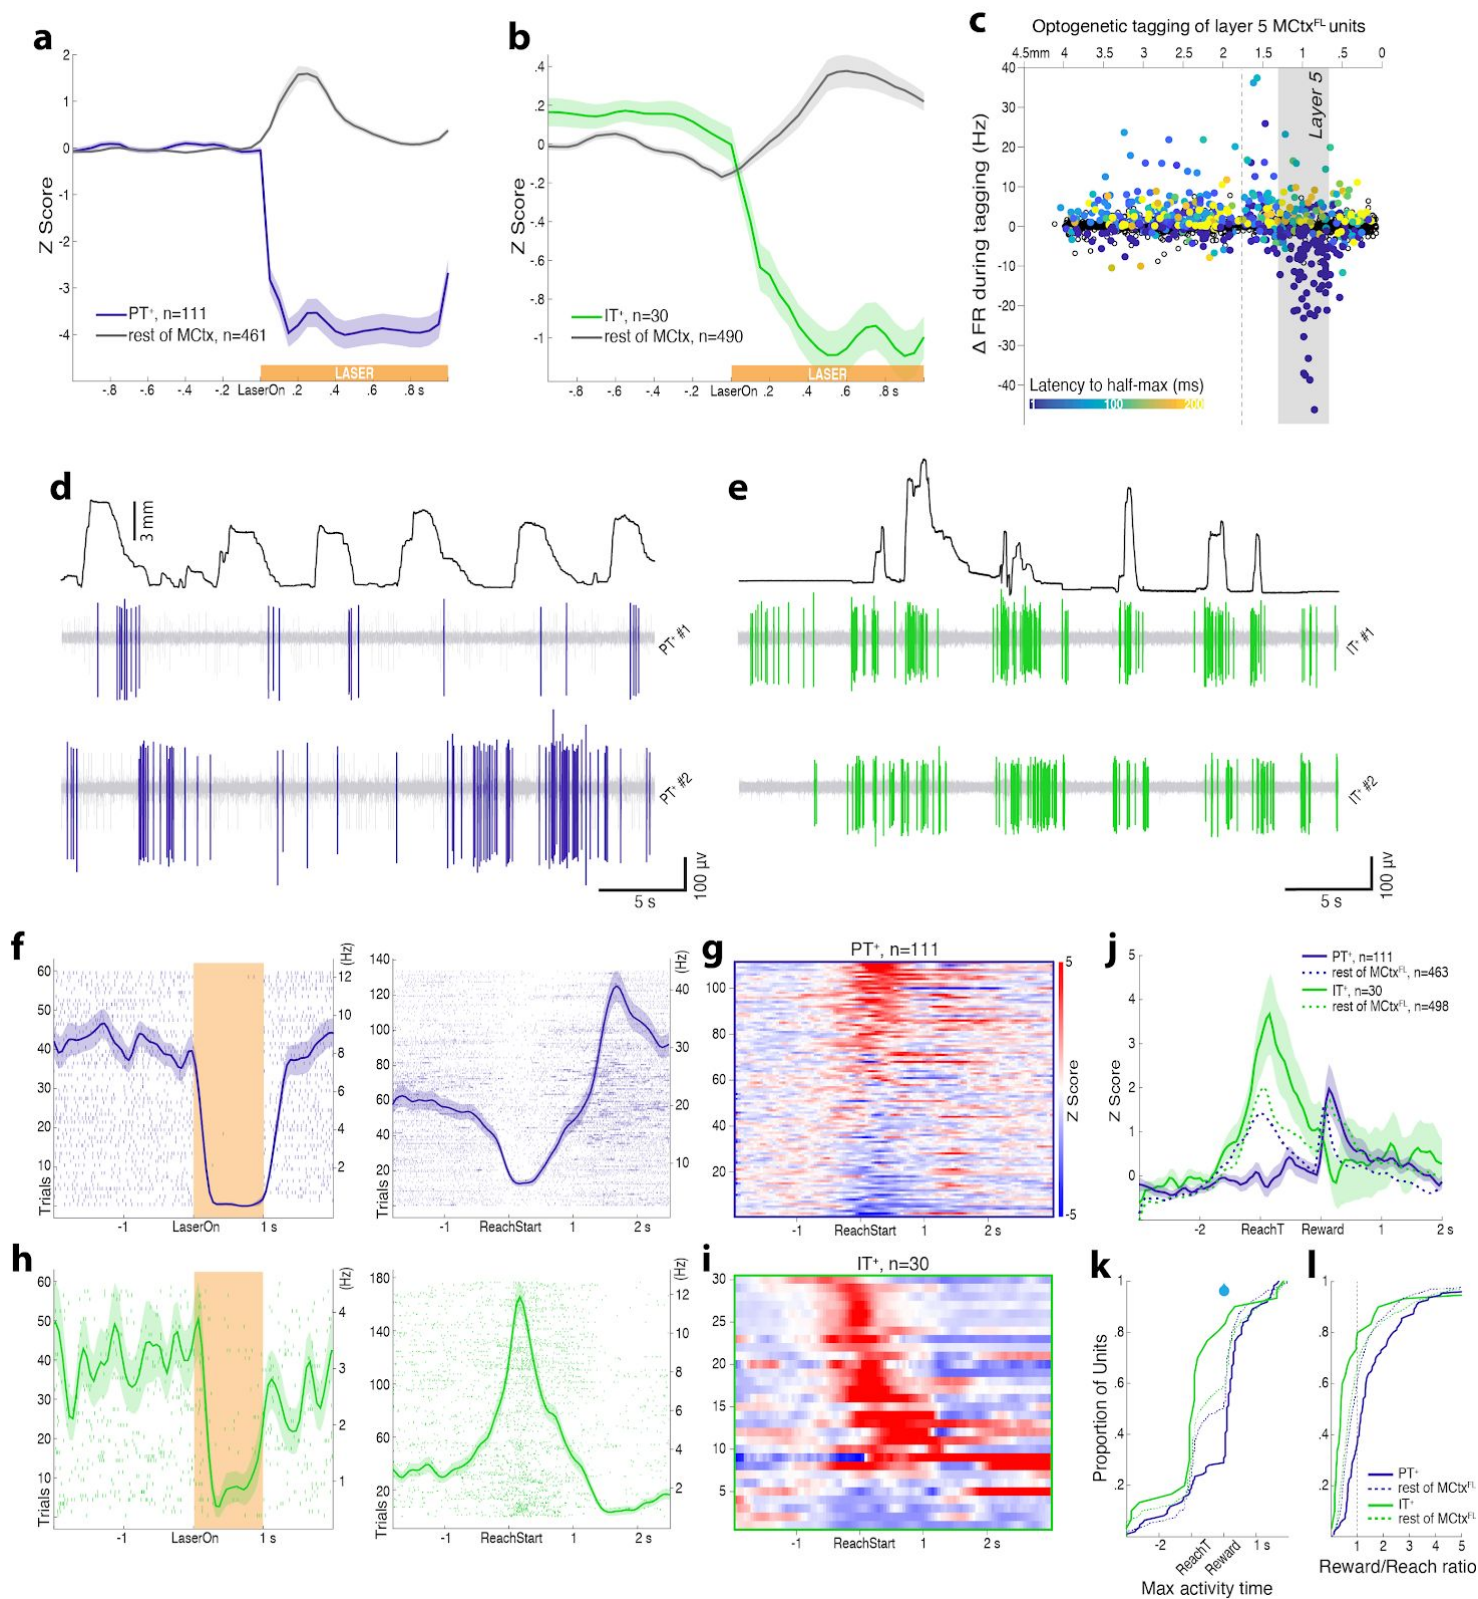 a
2
1
0
-1
-2
-3
-4
Z Score
PT⁺, n=111
rest of MCtx, n=461
LASER
-.8 -.6 -.4 -.2 LaserOn .2 .4 .6 .8 s
b
.4
.2
0
-.2
-.4
-.6
-.8
-1
Z Score
IT⁺, n=30
rest of MCtx, n=490
LASER
-.8 -.6 -.4 -.2 LaserOn .2 .4 .6 .8 s
c
Optogenetic tagging of layer 5 MCtxFL units
4.5mm 4 3.5 3 2.5 2 1.5 1 .5 0
40
30
20
10
0
-10
-20
-30
-40
Δ FR during tagging (Hz)
Layer 5
Latency to half-max (ms)
1 100 200
d
3 mm
PT⁺ #1
PT⁺ #2
100 μv
5 s
e
IT⁺ #1
IT⁺ #2
100 μv
5 s
f
60
50
40
30
20
10
Trials
(Hz)
12
10
8
6
4
2
-1 LaserOn 1 s
140
120
100
80
60
40
20
Trials
(Hz)
40
30
20
10
-1 ReachStart 1 2 s
g
PT⁺, n=111
100
80
60
40
20
5
Z Score
-5
-1 ReachStart 1 2 s
h
60
50
40
30
20
10
Trials
(Hz)
4
3
2
1
-1 LaserOn 1 s
180
140
100
60
20
Trials
(Hz)
12
10
8
6
4
2
-1 ReachStart 1 2 s
i
IT⁺, n=30
30
25
20
15
10
5
-1 ReachStart 1 2 s
j
5
4
3
2
1
0
Z Score
PT⁺, n=111
rest of MCtxFL, n=463
IT⁺, n=30
rest of MCtxFL, n=498
-2 ReachT Reward 1 2 s
k
1
.8
.6
.4
.2
Proportion of Units
-2 ReachT Reward 1 s
Max activity time
l
1
.8
.6
.4
.2
PT⁺
rest of MCtxFL
IT⁺
rest of MCtxFL
1 2 3 4 5
Reward/Reach ratio